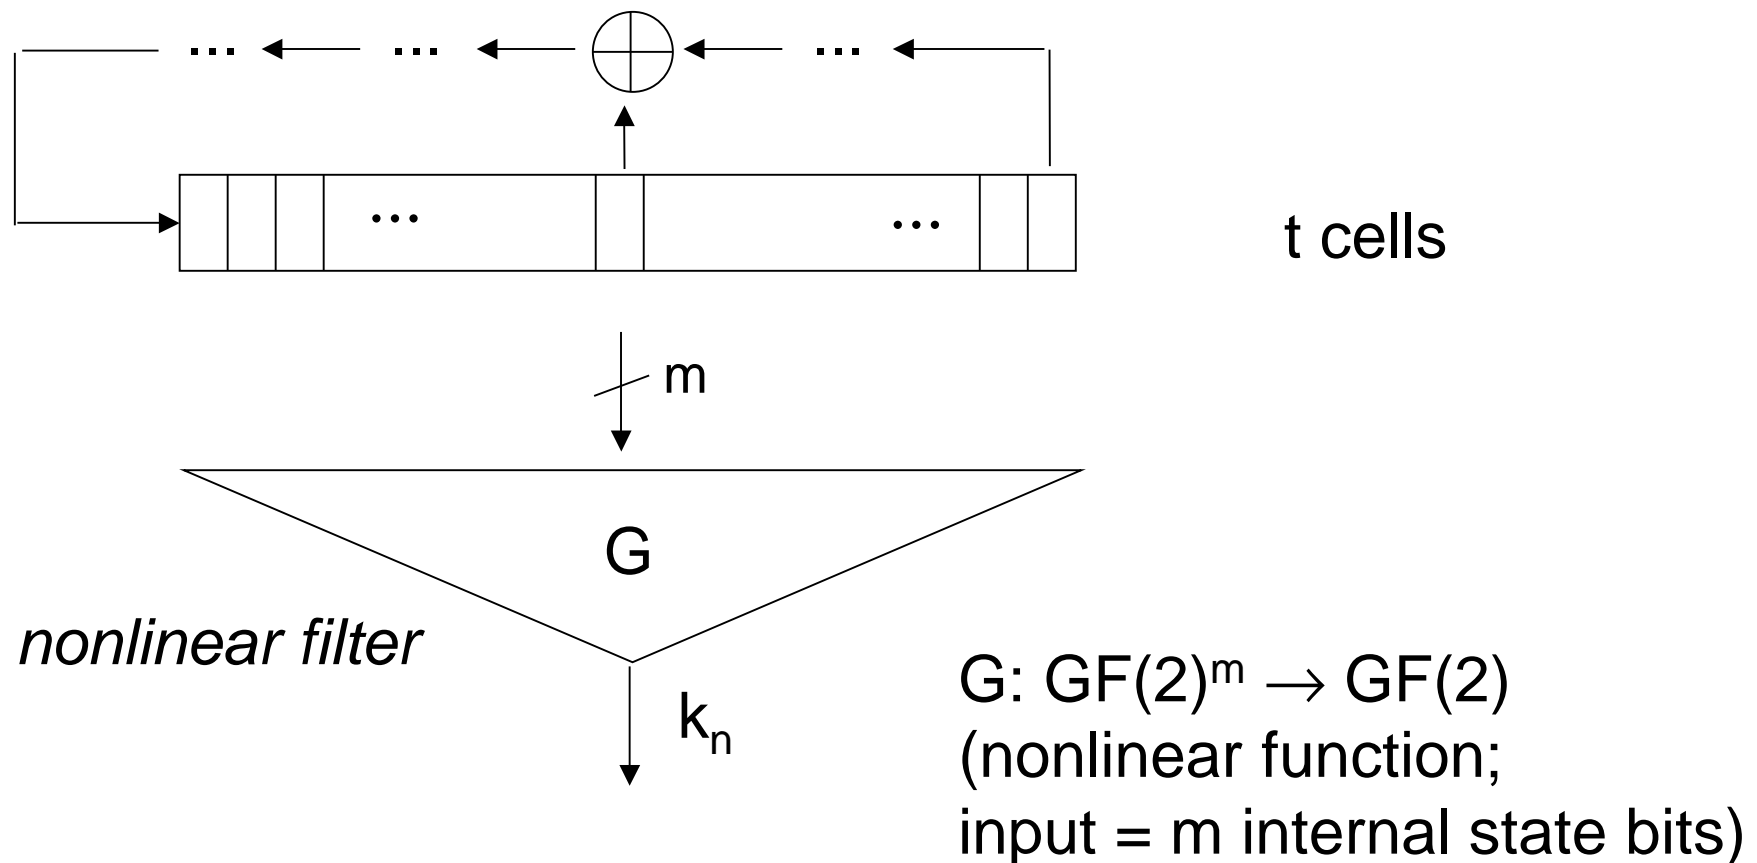 ... ... ...
... ...
t cells
m
G
nonlinear filter
kₙ
G: GF(2)ᵐ → GF(2)
(nonlinear function;
input = m internal state bits)